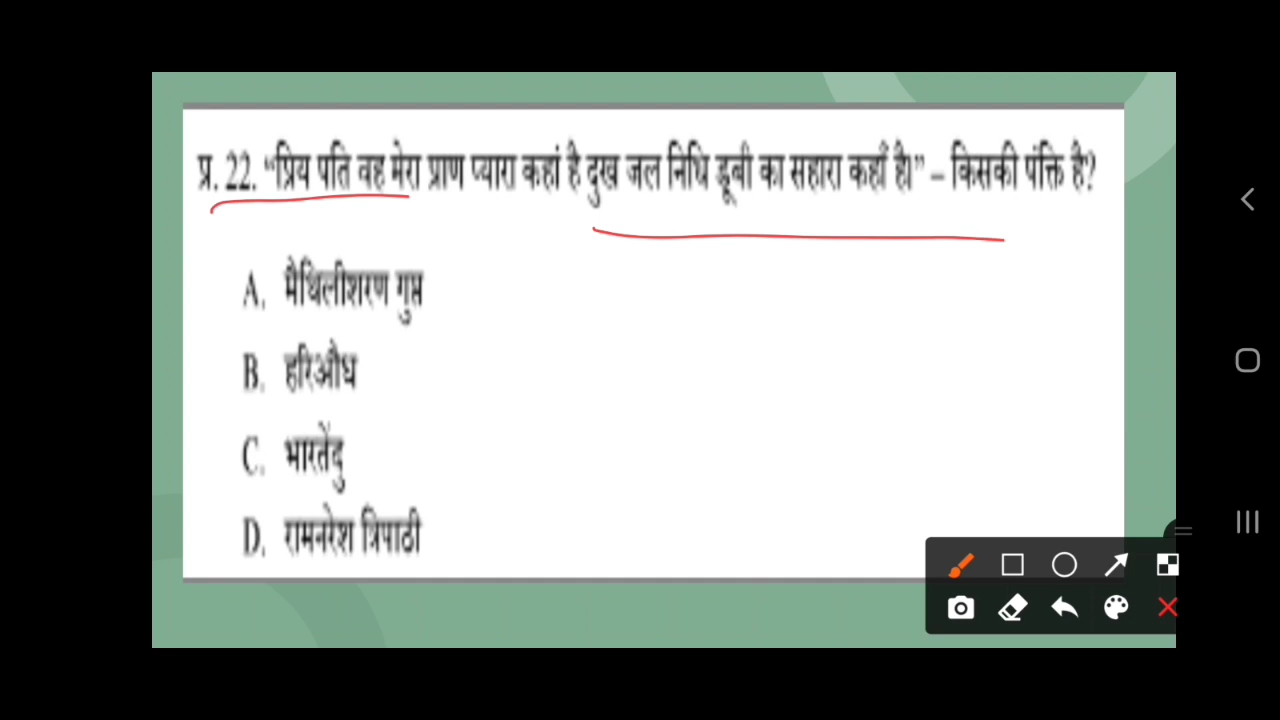 प्र. 22. “प्रिय पति वह मेरा प्राण प्यारा कहां है दुख जल निधि डूबी का सहारा कहाँ है।” – किसकी पंक्ति है?
A. मैथिलीशरण गुप्त
B. हरिऔध
C. भारतेंदु
D. रामनरेश त्रिपाठी